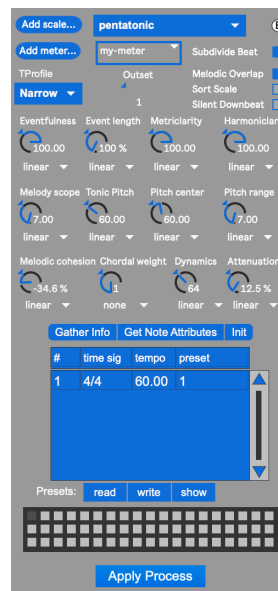 Add scale... pentatonic
Add meter... my-meter Subdivide Beat
TProfile Outset Melodic Overlap
Narrow 1 Sort Scale
Silent Downbeat
Eventfulness Event length Metriclarity Harmoniclar
100.00 100 % 100.00 100.00
linear linear linear linear
Melody scope Tonic Pitch Pitch center Pitch range
7.00 60.00 60.00 7.00
linear linear linear linear
Melodic cohesion Chordal weight Dynamics Attenuation
-34.6 % 1 64 12.5 %
linear none linear linear
Gather Info Get Note Attributes Init
# time sig tempo preset
1 4/4 60.00 1
Presets: read write show
Apply Process